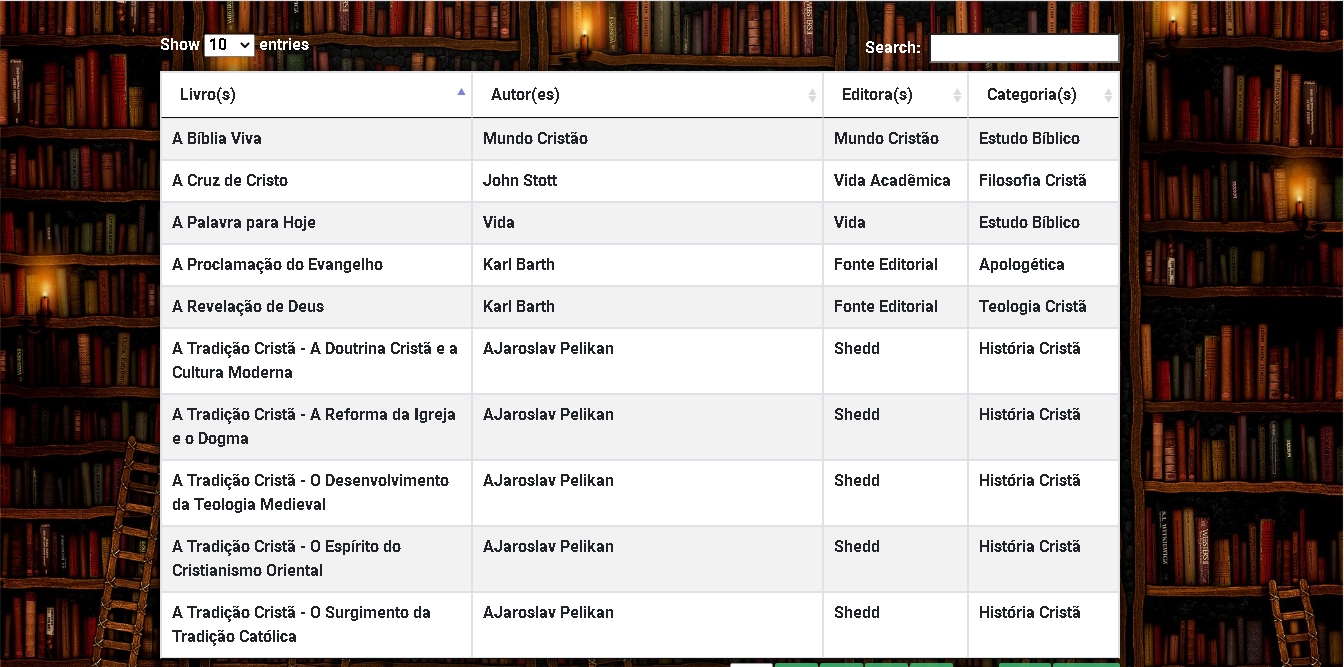 Show 10 entries
Search:
Livro(s) Autor(es) Editora(s) Categoria(s)
A Bíblia Viva Mundo Cristão Mundo Cristão Estudo Bíblico
A Cruz de Cristo John Stott Vida Acadêmica Filosofia Cristã
A Palavra para Hoje Vida Vida Estudo Bíblico
A Proclamação do Evangelho Karl Barth Fonte Editorial Apologética
A Revelação de Deus Karl Barth Fonte Editorial Teologia Cristã
A Tradição Cristã - A Doutrina Cristã e a AJaroslav Pelikan Shedd História Cristã
Cultura Moderna
A Tradição Cristã - A Reforma da Igreja AJaroslav Pelikan Shedd História Cristã
e o Dogma
A Tradição Cristã - O Desenvolvimento AJaroslav Pelikan Shedd História Cristã
da Teologia Medieval
A Tradição Cristã - O Espírito do AJaroslav Pelikan Shedd História Cristã
Cristianismo Oriental
A Tradição Cristã - O Surgimento da AJaroslav Pelikan Shedd História Cristã
Tradição Católica